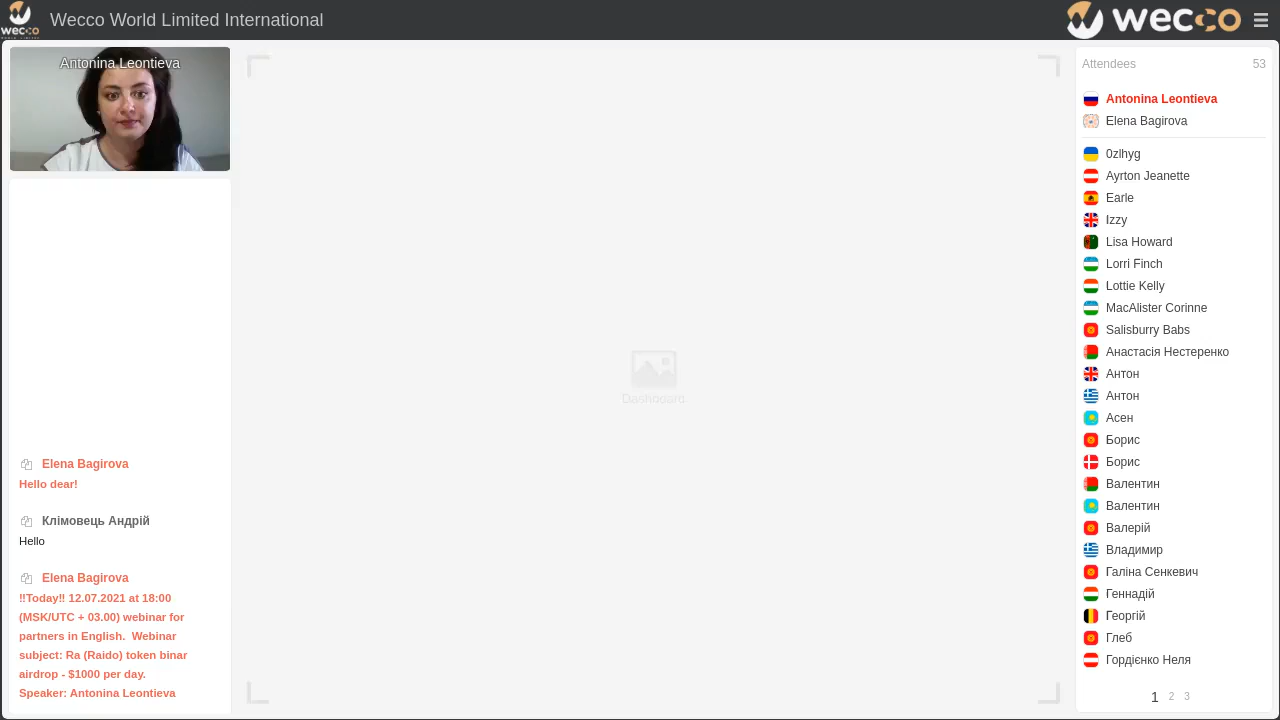 wecco
WORLD LIMITED
Wecco World Limited International
wecco
Antonina Leontieva
Elena Bagirova
Hello dear!
Клімовець Андрій
Hello
Elena Bagirova
‼Today‼ 12.07.2021 at 18:00
(MSK/UTC + 03.00) webinar for
partners in English.  Webinar
subject: Ra (Raido) token binar
airdrop - $1000 per day.
Speaker: Antonina Leontieva
Dashboard
Attendees 53
Antonina Leontieva
Elena Bagirova
0zlhyg
Ayrton Jeanette
Earle
Izzy
Lisa Howard
Lorri Finch
Lottie Kelly
MacAlister Corinne
Salisburry Babs
Анастасія Нестеренко
Антон
Антон
Асен
Борис
Борис
Валентин
Валентин
Валерій
Владимир
Галіна Сенкевич
Геннадій
Георгій
Глеб
Гордієнко Неля
1 2 3